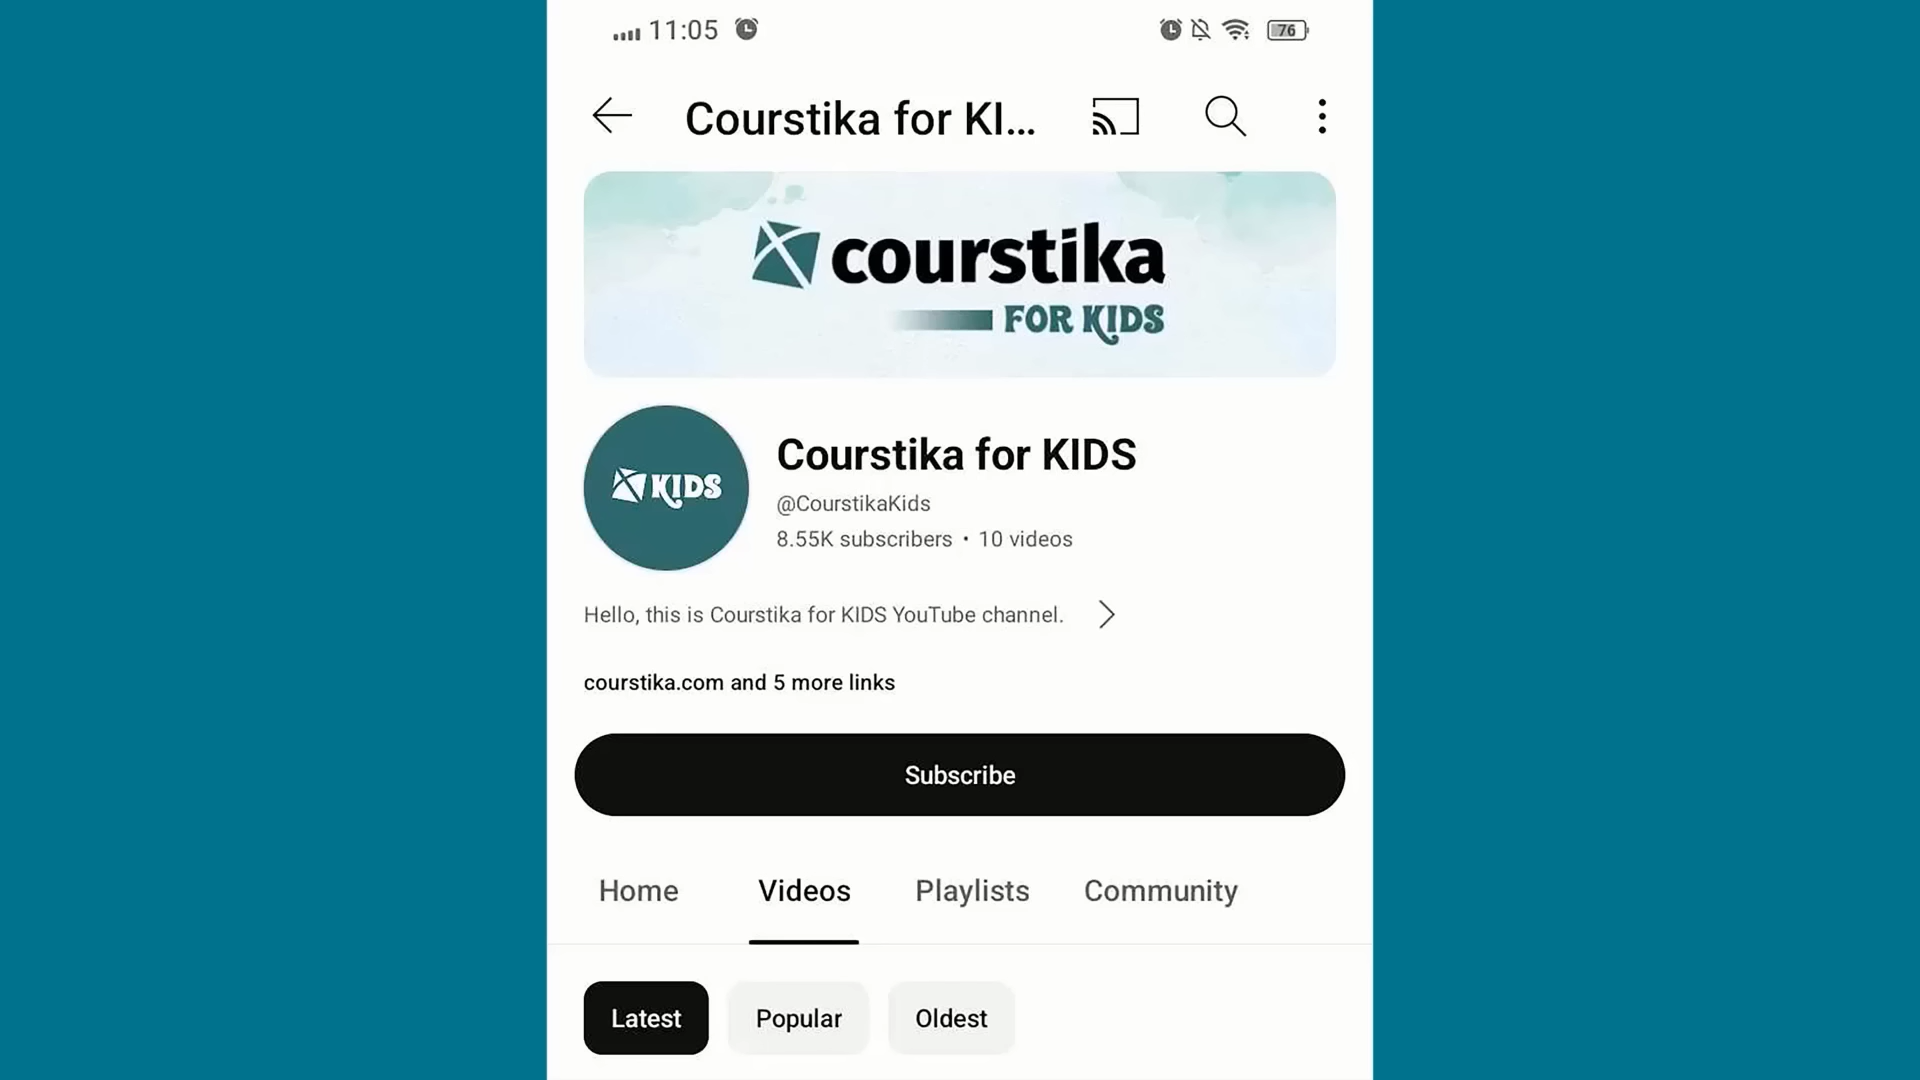 11:05
76
Courstika for KI...
courstika
FOR KIDS
KIDS
Courstika for KIDS
@CourstikaKids
8.55K subscribers • 10 videos
Hello, this is Courstika for KIDS YouTube channel.
courstika.com and 5 more links
Subscribe
Home Videos Playlists Community
Latest Popular Oldest